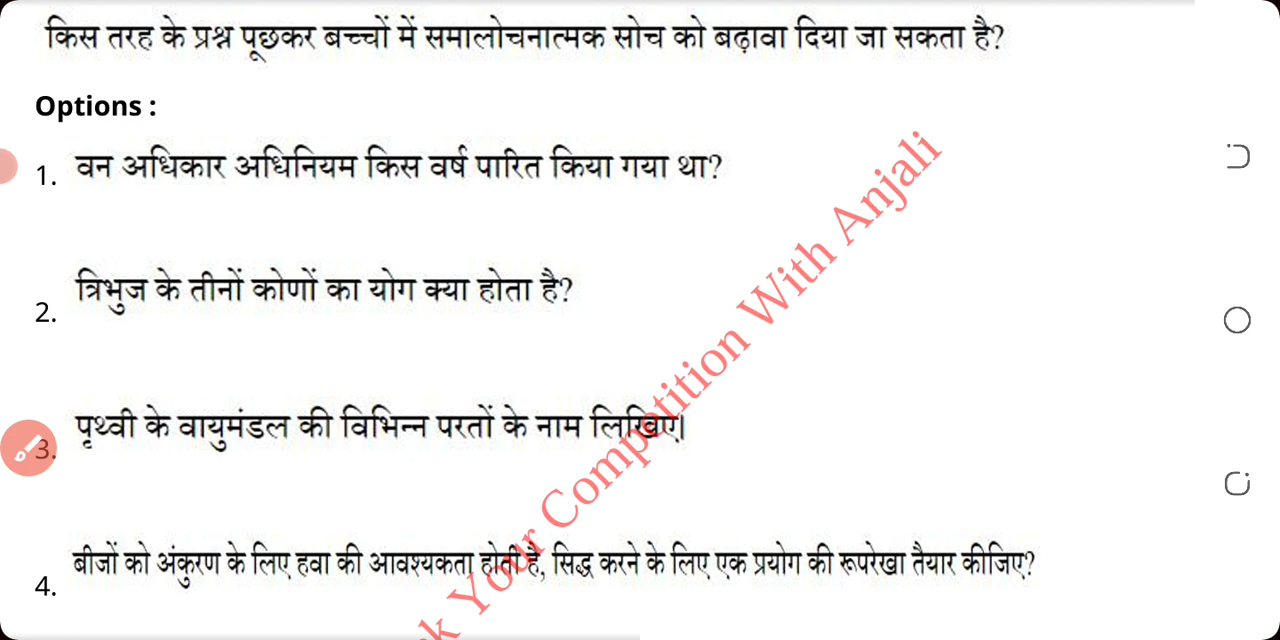 किस तरह के प्रश्न पूछकर बच्चों में समालोचनात्मक सोच को बढ़ावा दिया जा सकता है?
Options :
1. वन अधिकार अधिनियम किस वर्ष पारित किया गया था?
2. त्रिभुज के तीनों कोणों का योग क्या होता है?
3. पृथ्वी के वायुमंडल की विभिन्न परतों के नाम लिखिए।
4. बीजों को अंकुरण के लिए हवा की आवश्यकता होती है, सिद्ध करने के लिए एक प्रयोग की रूपरेखा तैयार कीजिए?
Your Competition With Anjali